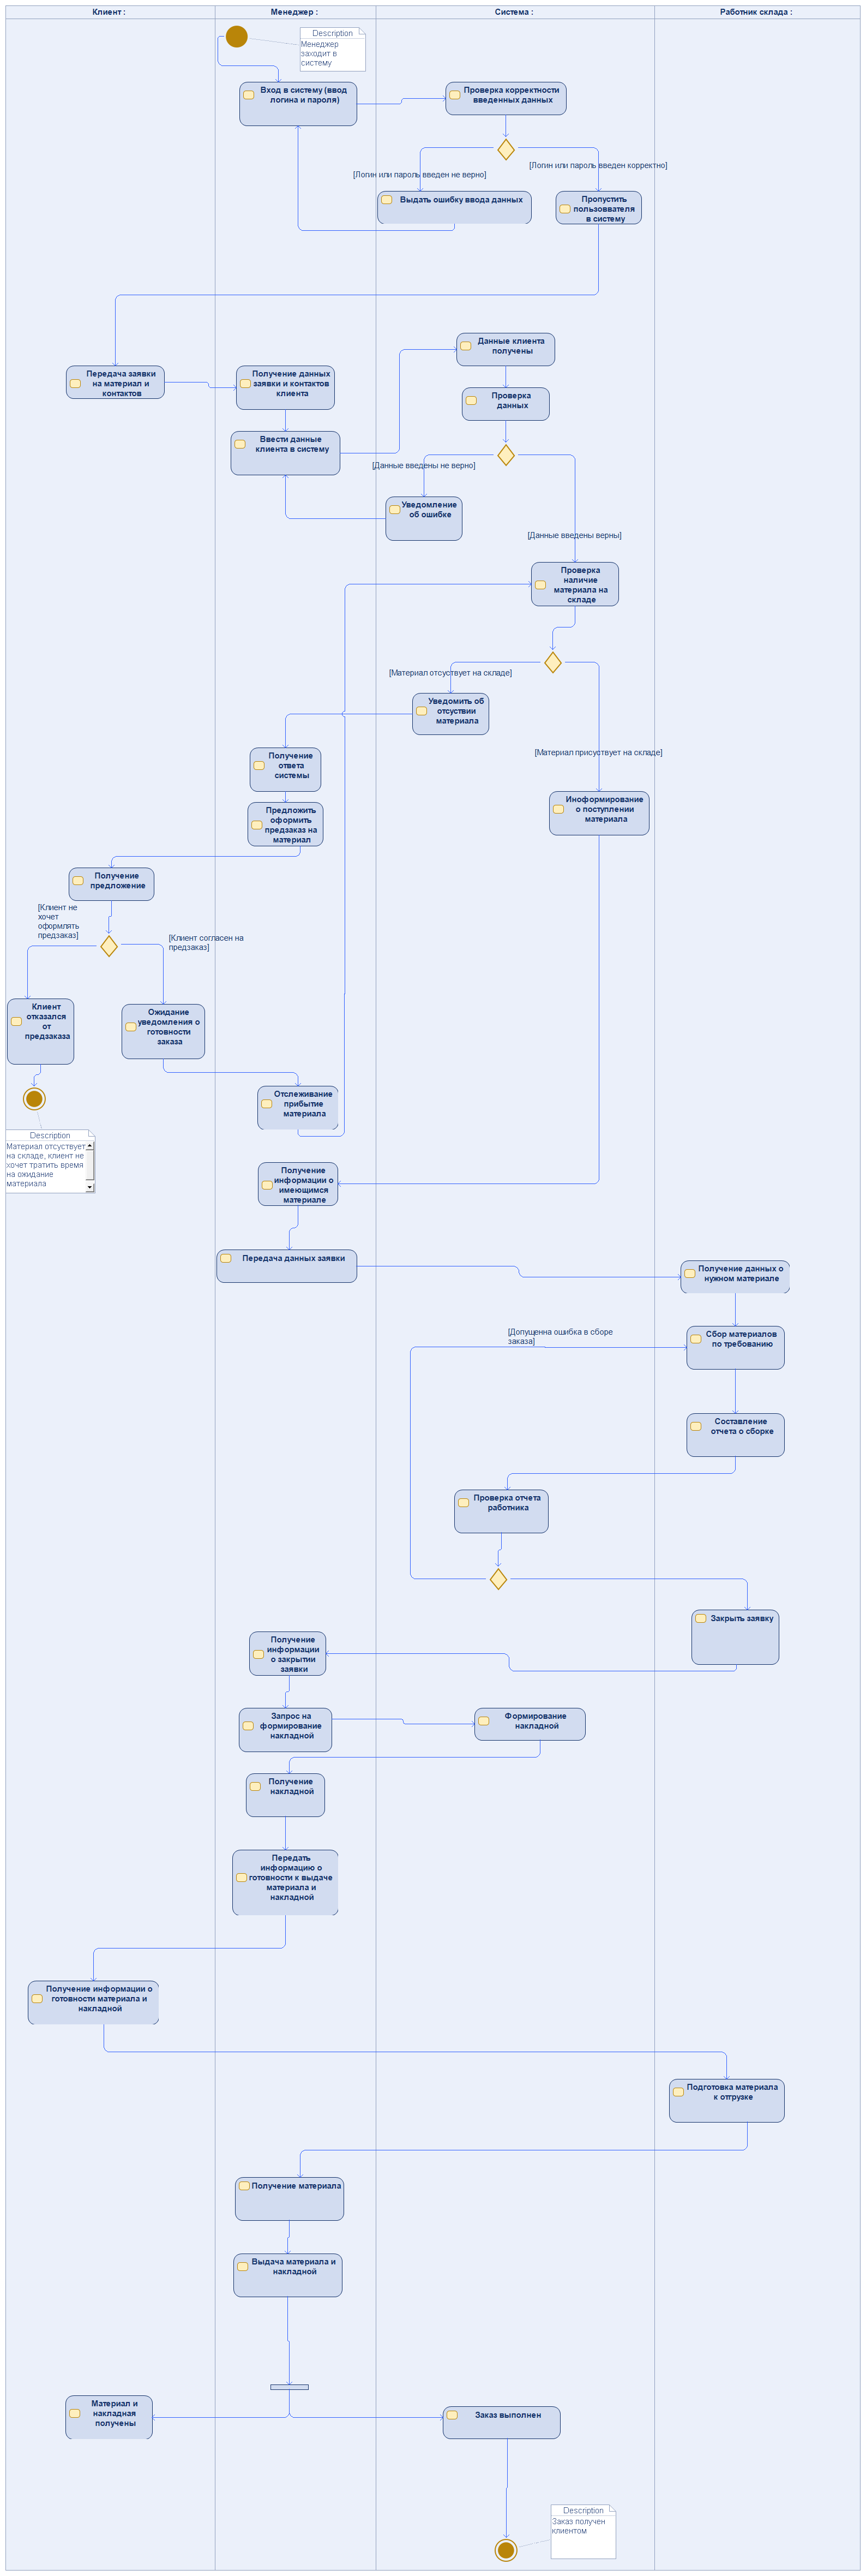 Клиент :
Менеджер :
Система :
Работник склада :
Description
Менеджер
заходит в
систему
Вход в систему (ввод
логина и пароля)
Проверка корректности
введенных данных
[Логин или пароль введен не верно]
[Логин или пароль введен корректно]
Выдать ошибку ввода данных
Пропустить
пользоввателя
в систему
Данные клиента
получены
Передача заявки
на материал и
контактов
Получение данных
заявки и контактов
клиента
Проверка
данных
Ввести данные
клиента в систему
[Данные введены не верно]
Уведомление
об ошибке
[Данные введены верны]
Проверка
наличие
материала на
складе
[Материал отсуствует на складе]
Уведомить об
отсуствии
материала
[Материал присуствует на складе]
Получение
ответа
системы
Иноформирование
о поступлении
материала
Предложить
оформить
предзаказ на
материал
Получение
предложение
[Клиент не
хочет
оформлять
предзаказ]
[Клиент согласен на
предзаказ]
Клиент
отказался
от
предзаказа
Ожидание
уведомления о
готовности
заказа
Отслеживание
прибытие
материала
Description
Материал отсуствует
на складе, клиент не
хочет тратить время
на ожидание
материала
Получение
информации о
имеющимся
материале
Передача данных заявки
Получение данных о
нужном материале
[Допущенна ошибка в сборе
заказа]
Сбор материалов
по требованию
Составление
отчета о сборке
Проверка отчета
работника
Закрыть заявку
Получение
информации
о закрытии
заявки
Запрос на
формирование
накладной
Формирование
накладной
Получение
накладной
Передать
информацию о
готовности к выдаче
материала и
накладной
Получение информации о
готовности материала и
накладной
Подготовка материала
к отгрузке
Получение материала
Выдача материала и
накладной
Материал и
накладная
получены
Заказ выполнен
Description
Заказ получен
клиентом